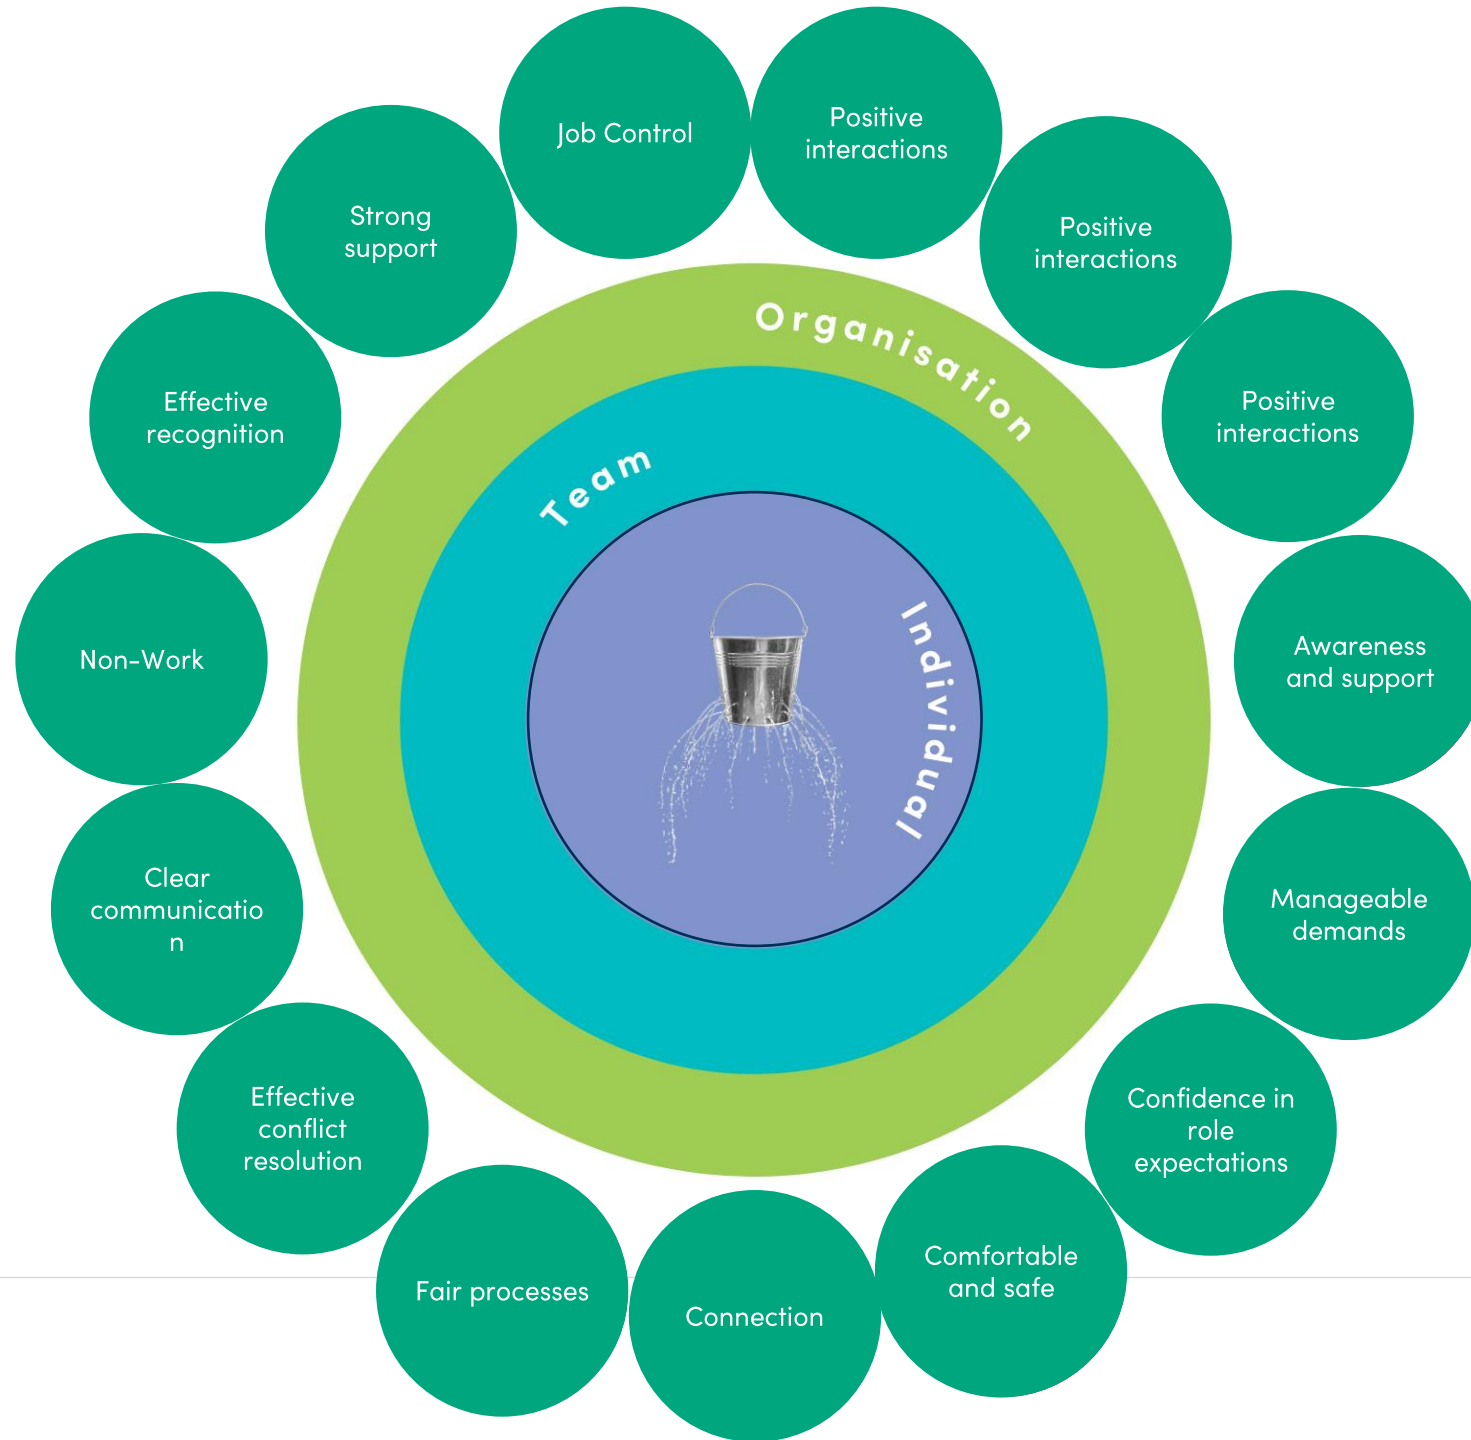 Job Control
Positive
interactions
Positive
interactions
Positive
interactions
Awareness
and support
Manageable
demands
Confidence in
role
expectations
Comfortable
and safe
Connection
Fair processes
Effective
conflict
resolution
Clear
communicatio
n
Non-Work
Effective
recognition
Strong
support
Organisation
Team
Individual